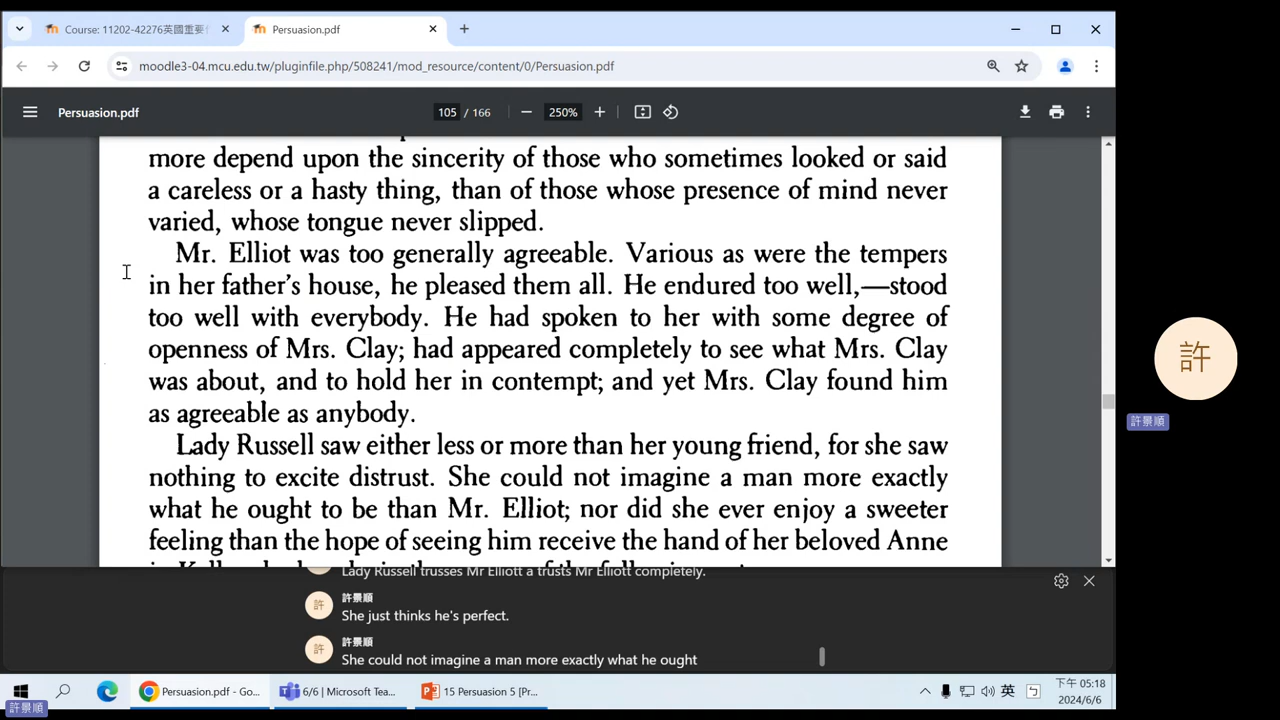 Course: 11202-42276英國重要
Persuasion.pdf
moodle3-04.mcu.edu.tw/pluginfile.php/508241/mod_resource/content/0/Persuasion.pdf
Persuasion.pdf
105 / 166
250%
more depend upon the sincerity of those who sometimes looked or said
a careless or a hasty thing, than of those whose presence of mind never
varied, whose tongue never slipped.
Mr. Elliot was too generally agreeable. Various as were the tempers
in her father's house, he pleased them all. He endured too well,—stood
too well with everybody. He had spoken to her with some degree of
openness of Mrs. Clay; had appeared completely to see what Mrs. Clay
was about, and to hold her in contempt; and yet Mrs. Clay found him
as agreeable as anybody.
Lady Russell saw either less or more than her young friend, for she saw
nothing to excite distrust. She could not imagine a man more exactly
what he ought to be than Mr. Elliot; nor did she ever enjoy a sweeter
feeling than the hope of seeing him receive the hand of her beloved Anne
許
許景順
Lady Russell trusses Mr Elliott a trusts Mr Elliott completely.
許
許景順
She just thinks he's perfect.
許
許景順
She could not imagine a man more exactly what he ought
Persuasion.pdf - Go...
6/6 | Microsoft Tea...
15 Persuasion 5 [Pr...
英
下午 05:18
2024/6/6
許景順